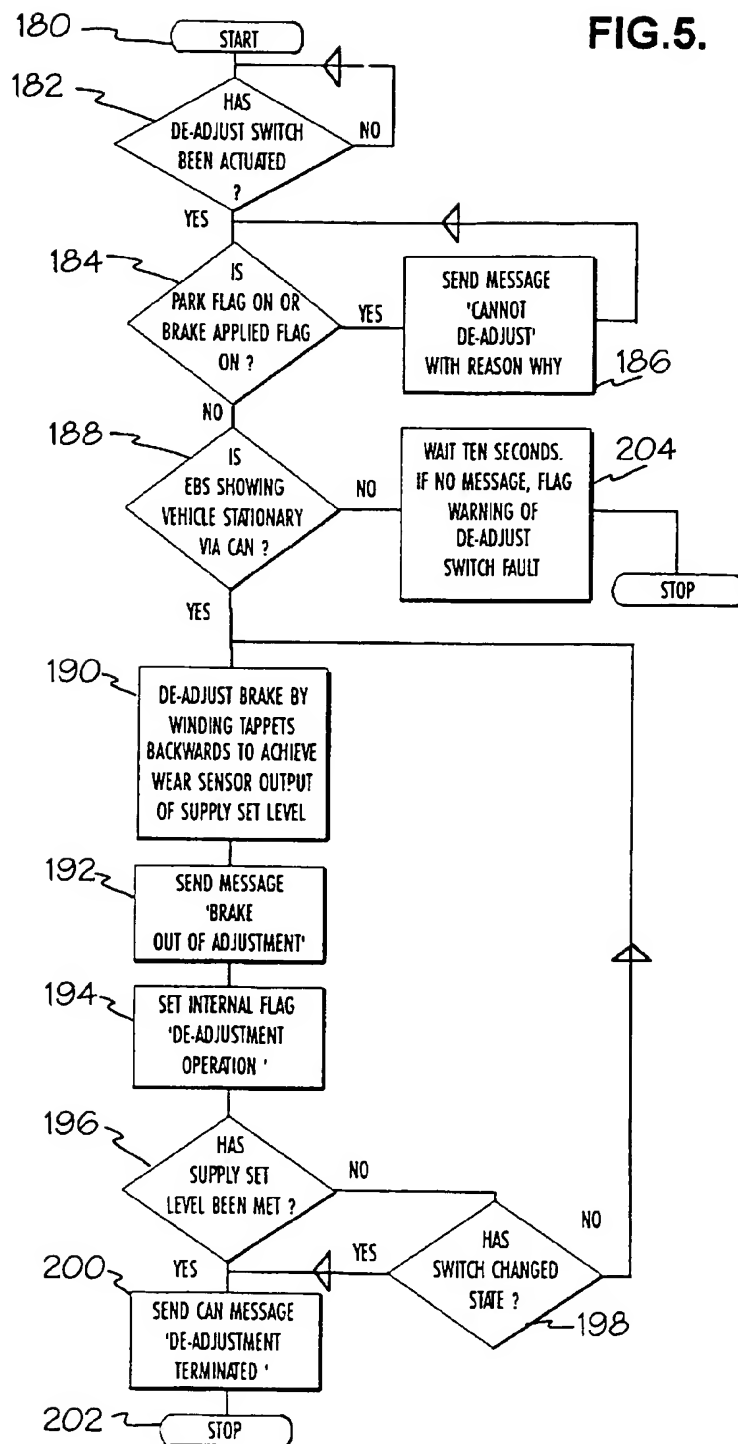 FIG.5.
180
START
182
HAS
DE-ADJUST SWITCH
BEEN ACTUATED
?
NO
YES
184
IS
PARK FLAG ON OR
BRAKE APPLIED FLAG
ON ?
YES
SEND MESSAGE
'CANNOT
DE-ADJUST'
WITH REASON WHY
186
NO
188
IS
EBS SHOWING
VEHICLE STATIONARY
VIA CAN ?
NO
WAIT TEN SECONDS.
IF NO MESSAGE, FLAG
WARNING OF
DE-ADJUST
SWITCH FAULT
204
STOP
YES
190
DE-ADJUST BRAKE BY
WINDING TAPPETS
BACKWARDS TO ACHIEVE
WEAR SENSOR OUTPUT
OF SUPPLY SET LEVEL
192
SEND MESSAGE
'BRAKE
OUT OF ADJUSTMENT'
194
SET INTERNAL FLAG
'DE-ADJUSTMENT
OPERATION '
196
HAS
SUPPLY SET
LEVEL BEEN MET ?
NO
YES
HAS
SWITCH CHANGED
STATE ?
198
NO
YES
200
SEND CAN MESSAGE
'DE-ADJUSTMENT
TERMINATED '
202
STOP